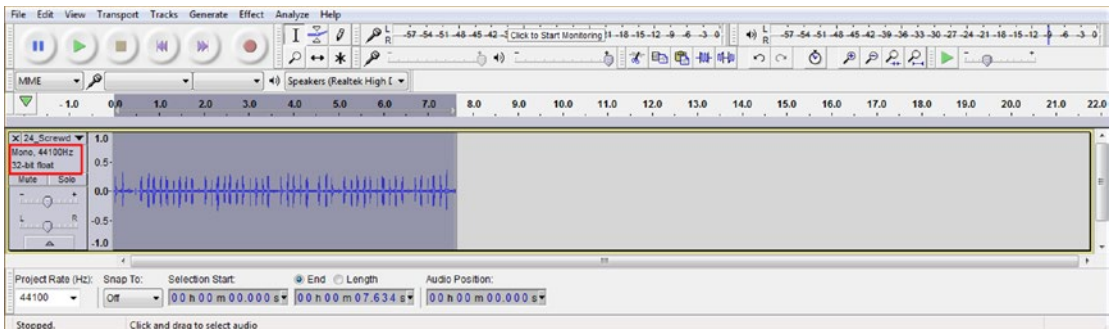 File Edit View Transport Tracks Generate Effect Analyze Help
L R -57 -54 -51 -48 -45 -42 -3 Click to Start Monitoring 1 -18 -15 -12 -9 -6 -3 0 L R -57 -54 -51 -48 -45 -42 -39 -36 -33 -30 -27 -24 -21 -18 -15 -12 -9 -6 -3 0
MME Speakers (Realtek High D
- 1.0 0.0 1.0 2.0 3.0 4.0 5.0 6.0 7.0 8.0 9.0 10.0 11.0 12.0 13.0 14.0 15.0 16.0 17.0 18.0 19.0 20.0 21.0 22.0
X 24_Screwd 1.0
Mono, 44100Hz
32-bit float 0.5-
Mute Solo
- + 0.0-
L R -0.5-
-1.0
Project Rate (Hz): Snap To: Selection Start: End Length Audio Position:
44100 Off 00 h 00 m 00.000 s 00 h 00 m 07.634 s 00 h 00 m 00.000 s
Stopped. Click and drag to select audio